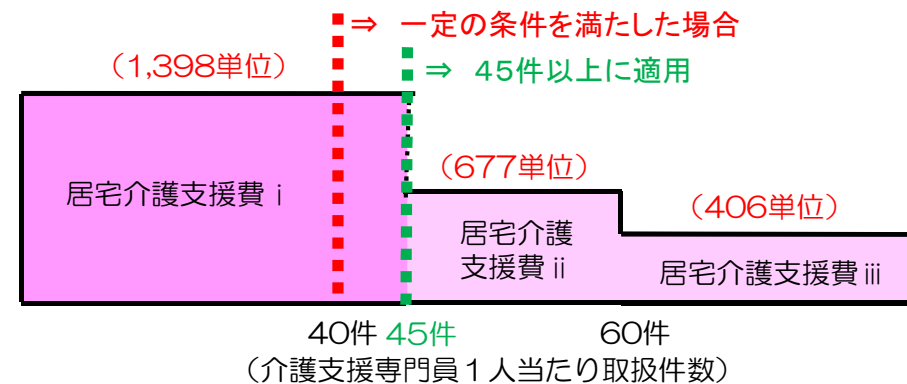 ⇒ 一定の条件を満たした場合
（1,398単位）
⇒ 45件以上に適用
（677単位）
居宅介護支援費ⅰ
（406単位）
居宅介護
支援費ⅱ
居宅介護支援費ⅲ
40件 45件 60件
（介護支援専門員１人当たり取扱件数）